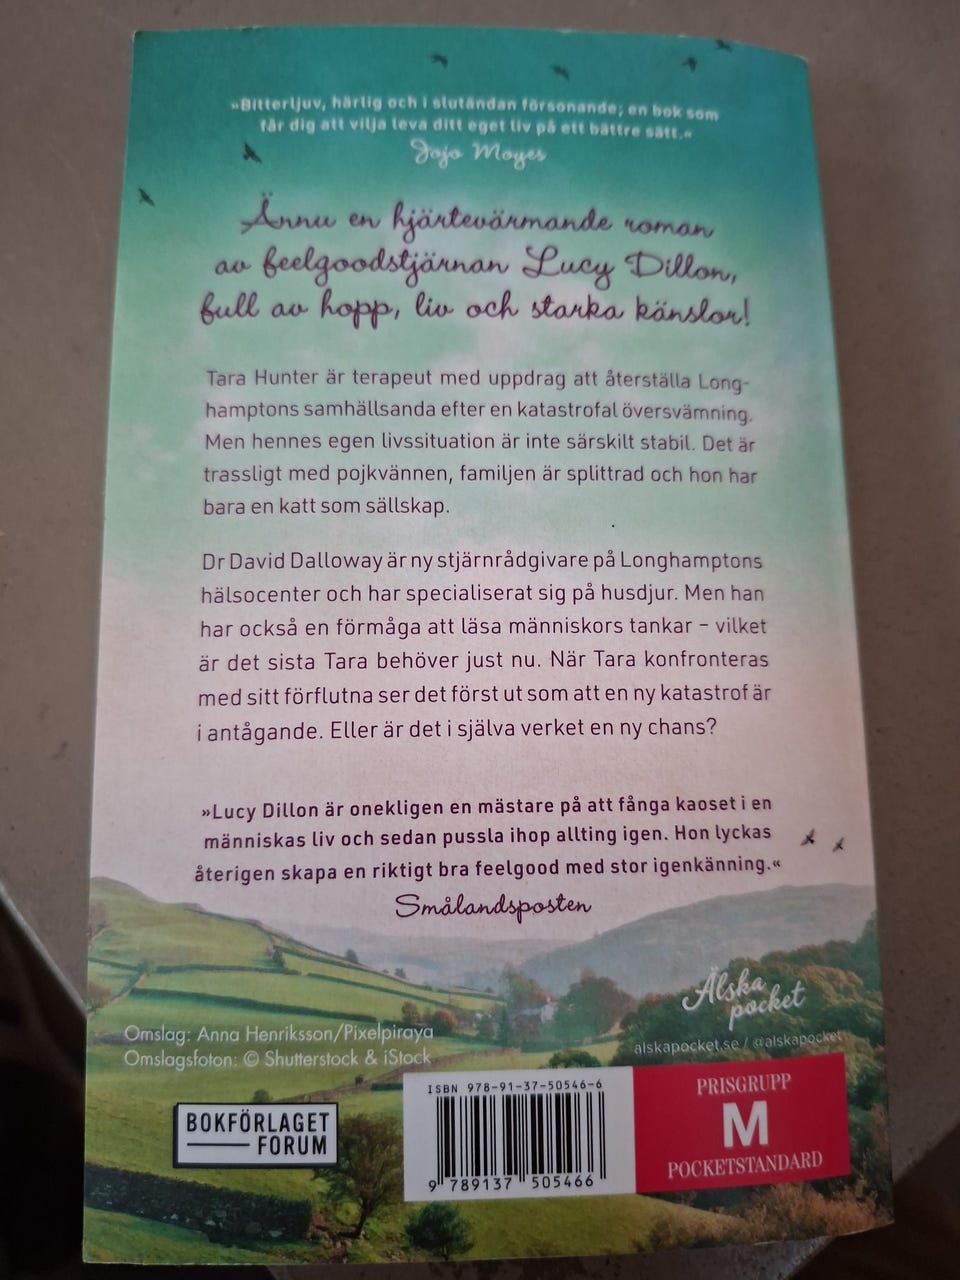 »Bitterljuv, härlig och i slutändan försonande; en bok som
får dig att vilja leva ditt eget liv på ett bättre sätt.«
Jojo Moyes
Ännu en hjärtevärmande roman
av feelgoodstjärnan Lucy Dillon,
full av hopp, liv och starka känslor!
Tara Hunter är terapeut med uppdrag att återställa Long-
hamptons samhällsanda efter en katastrofal översvämning.
Men hennes egen livssituation är inte särskilt stabil. Det är
trassligt med pojkvännen, familjen är splittrad och hon har
bara en katt som sällskap.
Dr David Dalloway är ny stjärnrådgivare på Longhamptons
hälsocenter och har specialiserat sig på husdjur. Men han
har också en förmåga att läsa människors tankar – vilket
är det sista Tara behöver just nu. När Tara konfronteras
med sitt förflutna ser det först ut som att en ny katastrof är
i antågande. Eller är det i själva verket en ny chans?
»Lucy Dillon är onekligen en mästare på att fånga kaoset i en
människas liv och sedan pussla ihop allting igen. Hon lyckas
återigen skapa en riktigt bra feelgood med stor igenkänning.«
Smålandsposten
Älska
pocket
alskapocket.se / @alskapocket
Omslag: Anna Henriksson/Pixelpiraya
Omslagsfoton: © Shutterstock & iStock
BOKFÖRLAGET
FORUM
ISBN 978-91-37-50546-6
9 789137 505466
PRISGRUPP
M
POCKETSTANDARD